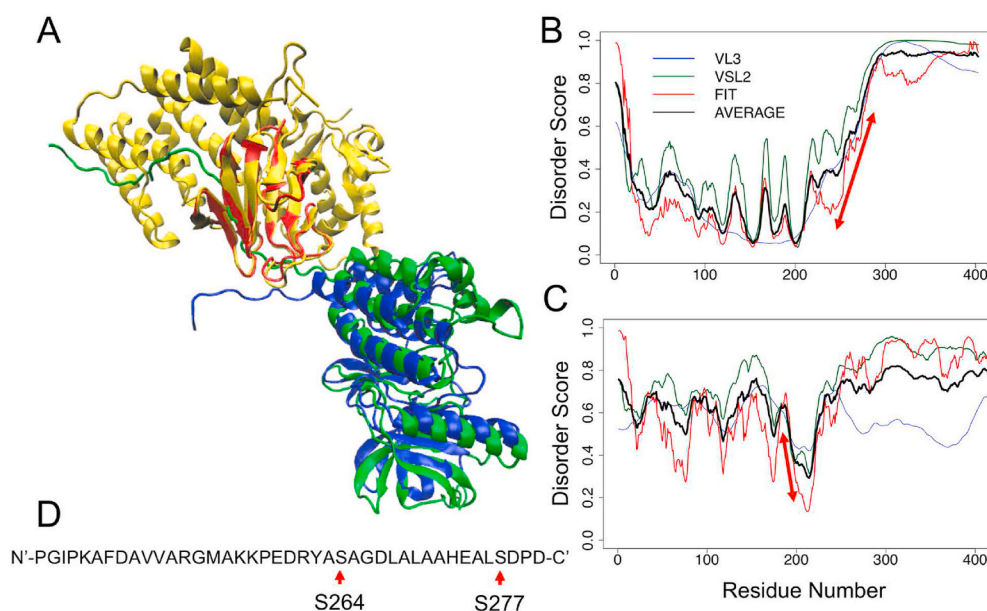 A
B
Disorder Score
1.0
0.8
0.6
0.4
0.2
0.0
VL3
VSL2
FIT
AVERAGE
0 100 200 300 400
C
Disorder Score
1.0
0.8
0.6
0.4
0.2
0.0
0 100 200 300 400
Residue Number
D
N'-PGIPKAFDAVVARGMAKKPEDRYASAGDLALAAHEALSDPD-C'
S264 S277